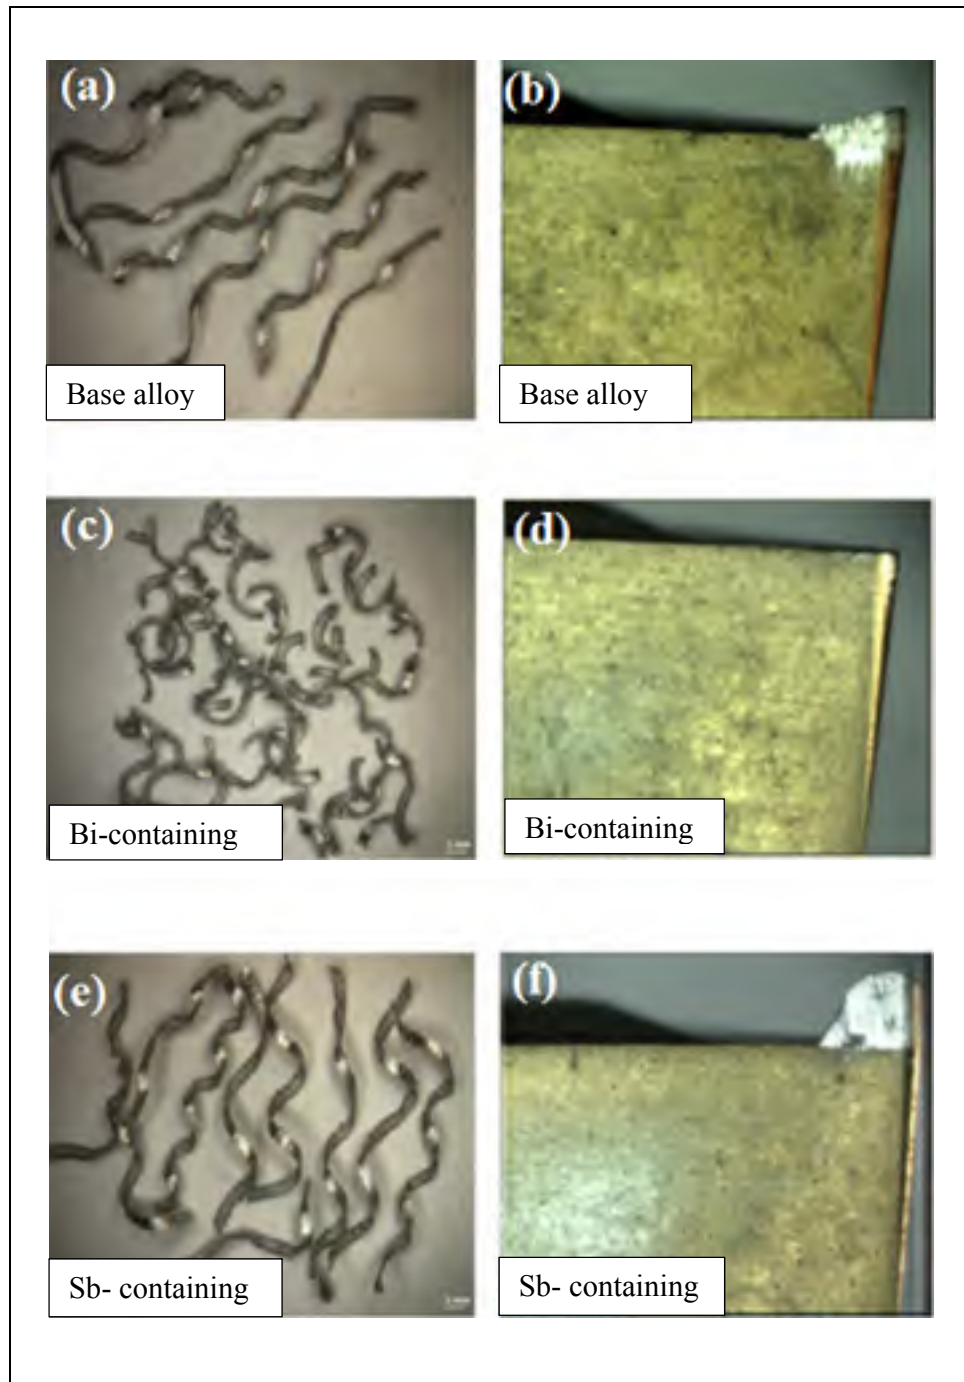 (a)
(b)
Base alloy
Base alloy
(c)
(d)
Bi-containing
Bi-containing
(e)
(f)
Sb- containing
Sb- containing